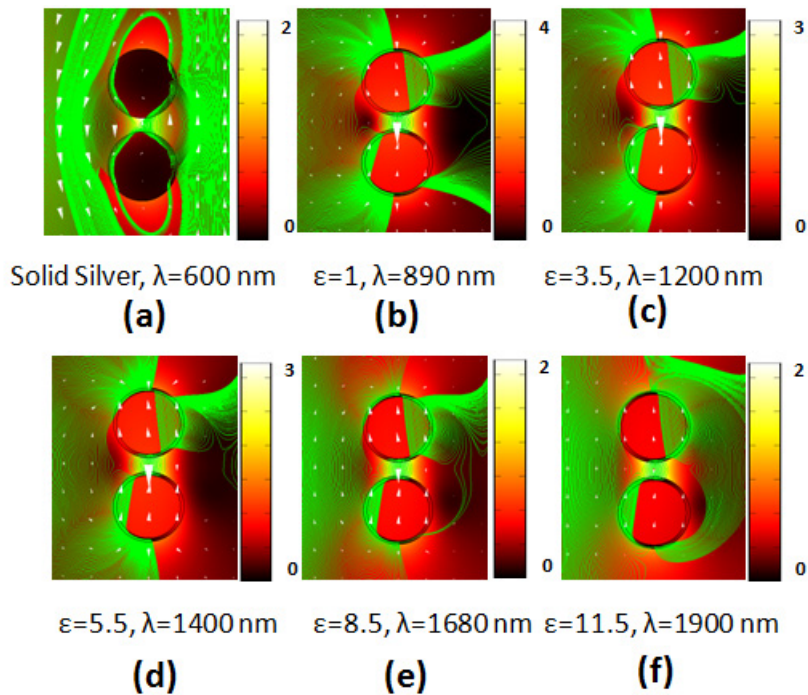 2
0
4
0
3
0
Solid Silver, λ=600 nm
ε=1, λ=890 nm
ε=3.5, λ=1200 nm
(a)
(b)
(c)
3
0
2
0
2
0
ε=5.5, λ=1400 nm
ε=8.5, λ=1680 nm
ε=11.5, λ=1900 nm
(d)
(e)
(f)